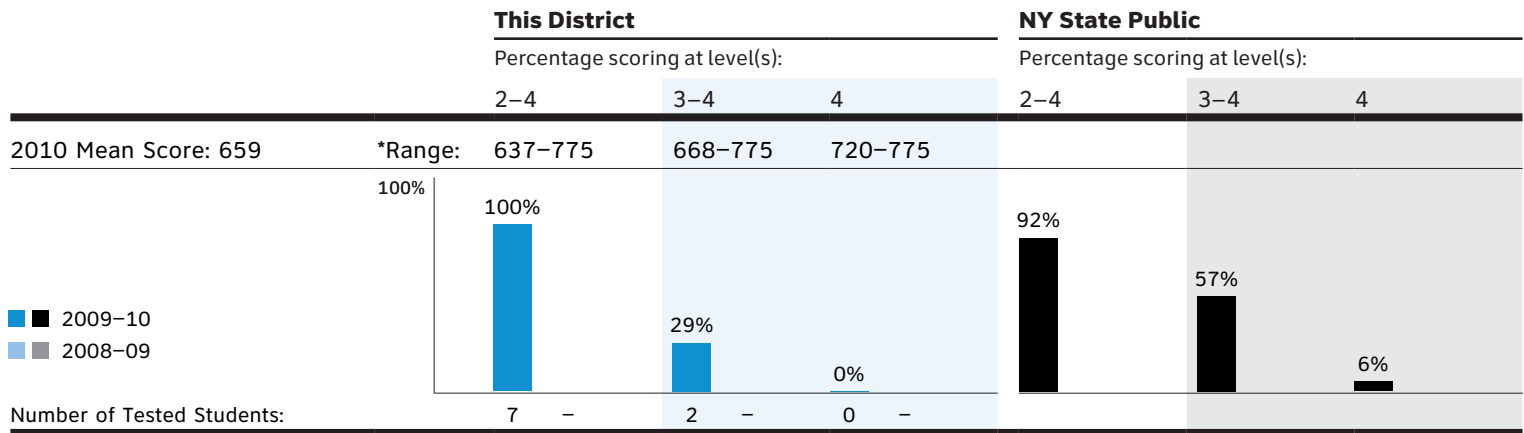 This District NY State Public
Percentage scoring at level(s): Percentage scoring at level(s):
2–4 3–4 4 2–4 3–4 4
2010 Mean Score: 659 *Range: 637–775 668–775 720–775
100%
100%
92%
57%
29%
6%
0%
2009–10
2008–09
Number of Tested Students: 7 – 2 – 0 –